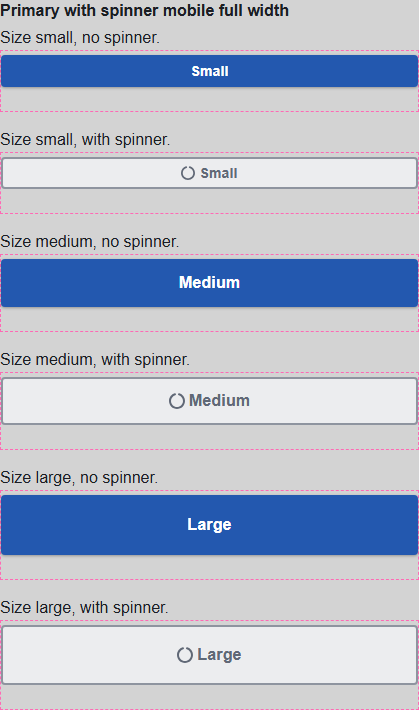 Primary with spinner mobile full width
Size small, no spinner.
Small
Size small, with spinner.
Small
Size medium, no spinner.
Medium
Size medium, with spinner.
Medium
Size large, no spinner.
Large
Size large, with spinner.
Large